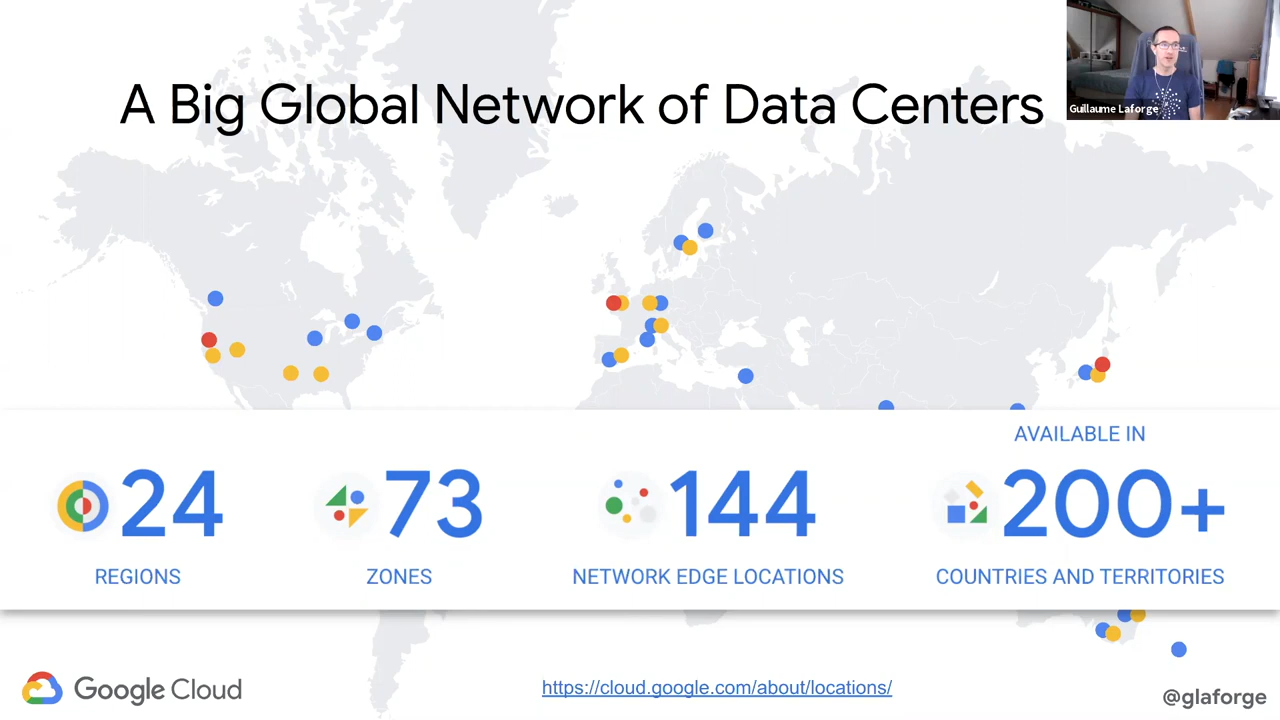 A Big Global Network of Data Centers
Guillaume Laforge
AVAILABLE IN
24
73
144
200+
REGIONS
ZONES
NETWORK EDGE LOCATIONS
COUNTRIES AND TERRITORIES
Google Cloud
https://cloud.google.com/about/locations/
@glaforge